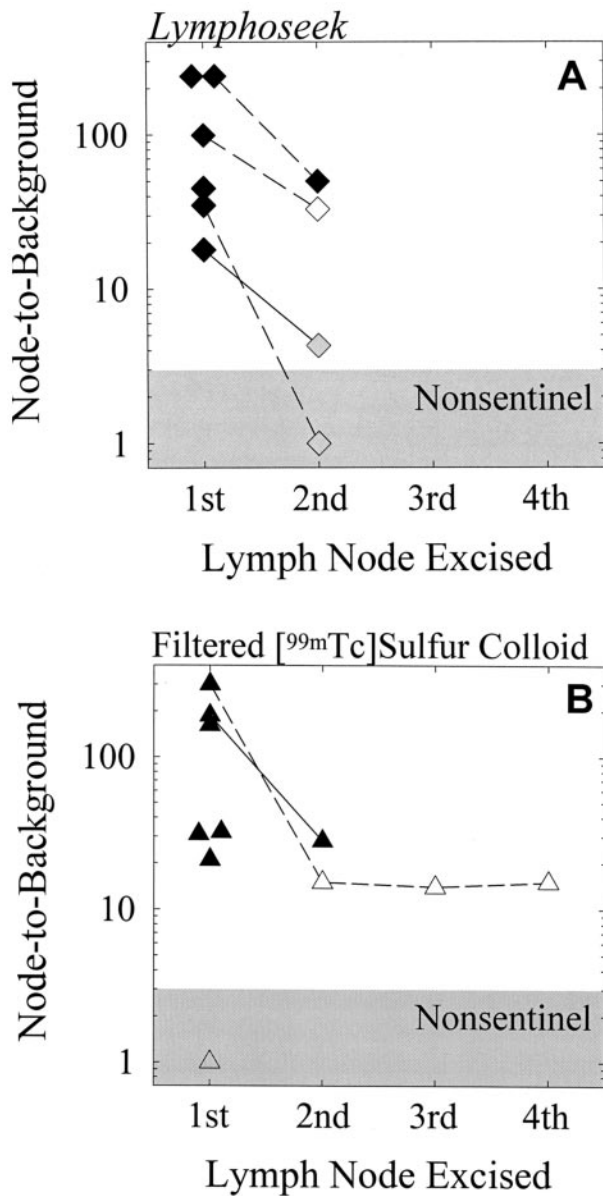 Lymphoseek
A
Node-to-Background
100
10
1
Nonsentinel
1st 2nd 3rd 4th
Lymph Node Excised
Filtered [⁹⁹ᵐTc]Sulfur Colloid
B
Node-to-Background
100
10
1
Nonsentinel
1st 2nd 3rd 4th
Lymph Node Excised